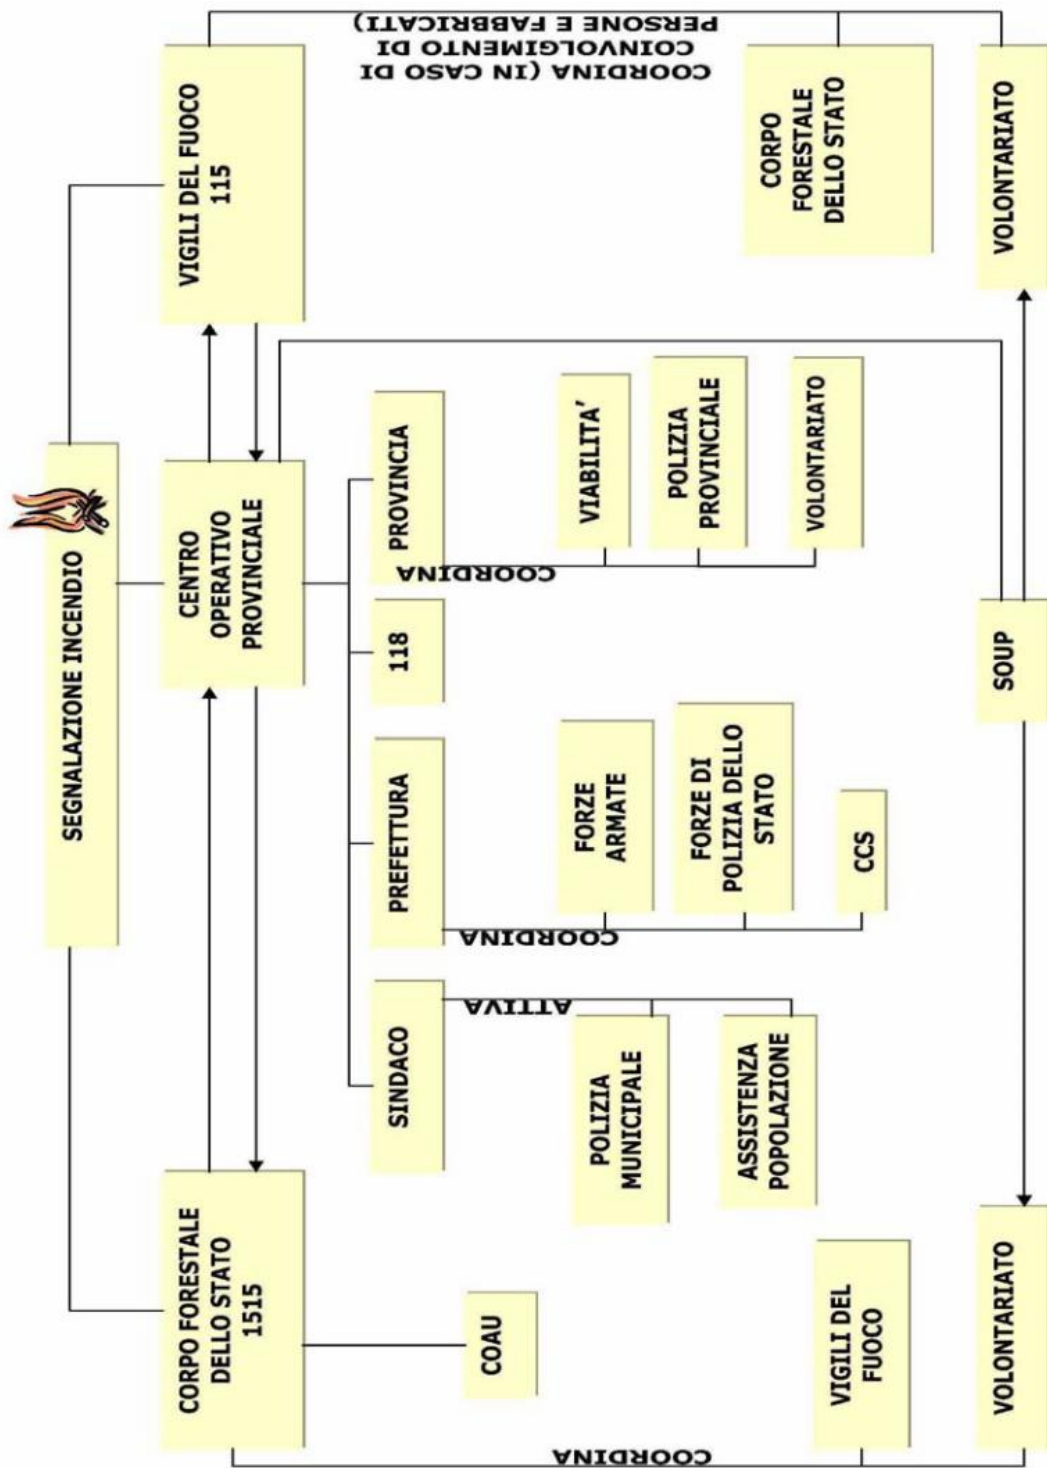 SEGNALAZIONE INCENDIO
CORPO FORESTALE
DELLO STATO
1515
CENTRO
OPERATIVO
PROVINCIALE
VIGILI DEL FUOCO
115
SINDACO
PREFETTURA
118
PROVINCIA
COAU
ATTIVA
COORDINA
COORDINA
COORDINA
COORDINA (IN CASO DI
COINVOLGIMENTO DI
PERSONE E FABBRICATI)
POLIZIA
MUNICIPALE
ASSISTENZA
POPOLAZIONE
FORZE
ARMATE
FORZE DI
POLIZIA DELLO
STATO
CCS
VIABILITA’
POLIZIA
PROVINCIALE
VOLONTARIATO
CORPO
FORESTALE
DELLO STATO
VIGILI DEL
FUOCO
VOLONTARIATO
SOUP
VOLONTARIATO